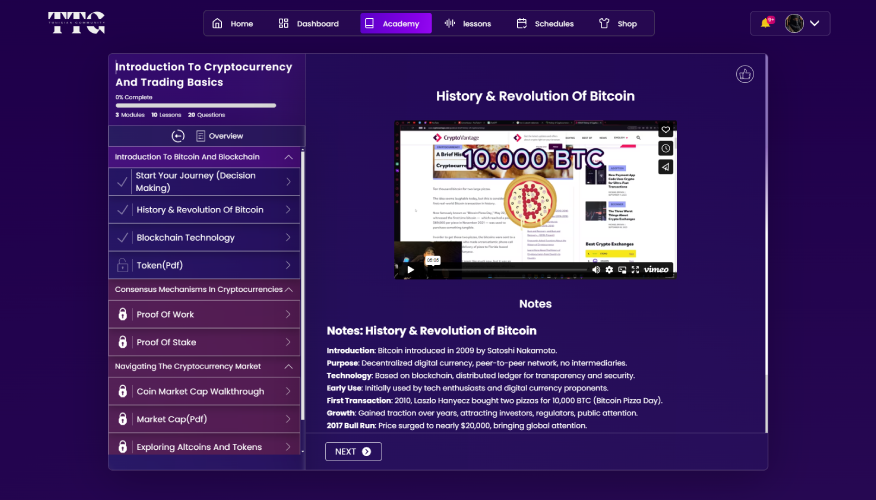 TTG
Home
Dashboard
Academy
lessons
Schedules
Shop
9+
Introduction To Cryptocurrency
And Trading Basics
0% Complete
3 Modules 10 Lessons 20 Questions
Overview
Introduction To Bitcoin And Blockchain
Start Your Journey (Decision
Making)
History & Revolution Of Bitcoin
Blockchain Technology
Token(Pdf)
Consensus Mechanisms In Cryptocurrencies
Proof Of Work
Proof Of Stake
Navigating The Cryptocurrency Market
Coin Market Cap Walkthrough
Market Cap(Pdf)
Exploring Altcoins And Tokens
History & Revolution Of Bitcoin
CryptoVantage
A Brief His
Cryptocurren
10.000 BTC
Best Crypto Exchanges
vimeo
Notes
Notes: History & Revolution of Bitcoin
Introduction: Bitcoin introduced in 2009 by Satoshi Nakamoto.
Purpose: Decentralized digital currency, peer-to-peer network, no intermediaries.
Technology: Based on blockchain, distributed ledger for transparency and security.
Early Use: Initially used by tech enthusiasts and digital currency proponents.
First Transaction: 2010, Laszlo Hanyecz bought two pizzas for 10,000 BTC (Bitcoin Pizza Day).
Growth: Gained traction over years, attracting investors, regulators, public attention.
2017 Bull Run: Price surged to nearly $20,000, bringing global attention.
NEXT